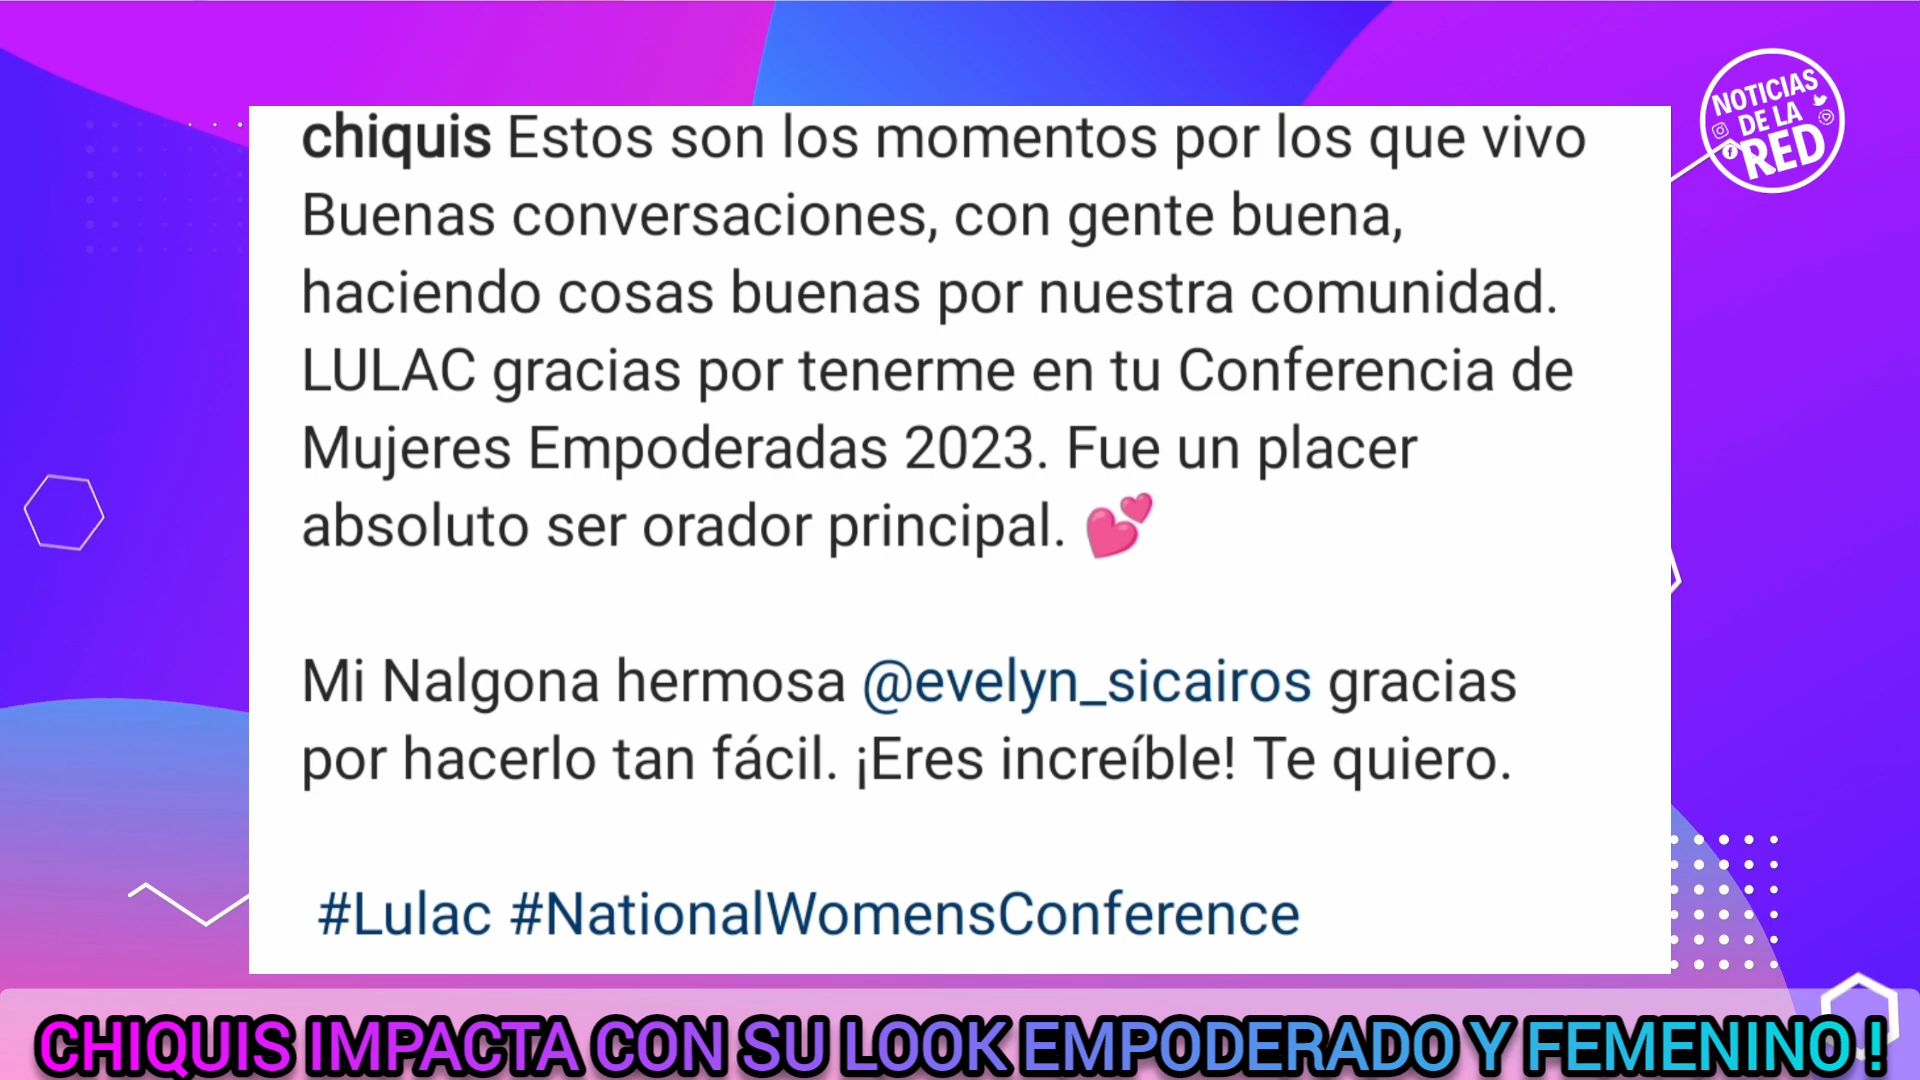 NOTICIAS
DE LA
RED
chiquis Estos son los momentos por los que vivo
Buenas conversaciones, con gente buena,
haciendo cosas buenas por nuestra comunidad.
LULAC gracias por tenerme en tu Conferencia de
Mujeres Empoderadas 2023. Fue un placer
absoluto ser orador principal. 💕
Mi Nalgona hermosa @evelyn_sicairos gracias
por hacerlo tan fácil. ¡Eres increíble! Te quiero.
#Lulac #NationalWomensConference
CHIQUIS IMPACTA CON SU LOOK EMPODERADO Y FEMENINO !